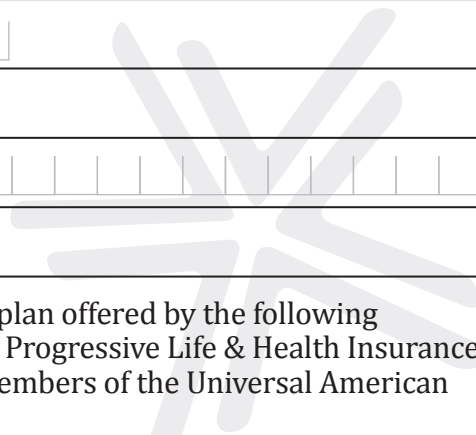 plan offered by the following
Progressive Life & Health Insurance
embers of the Universal American